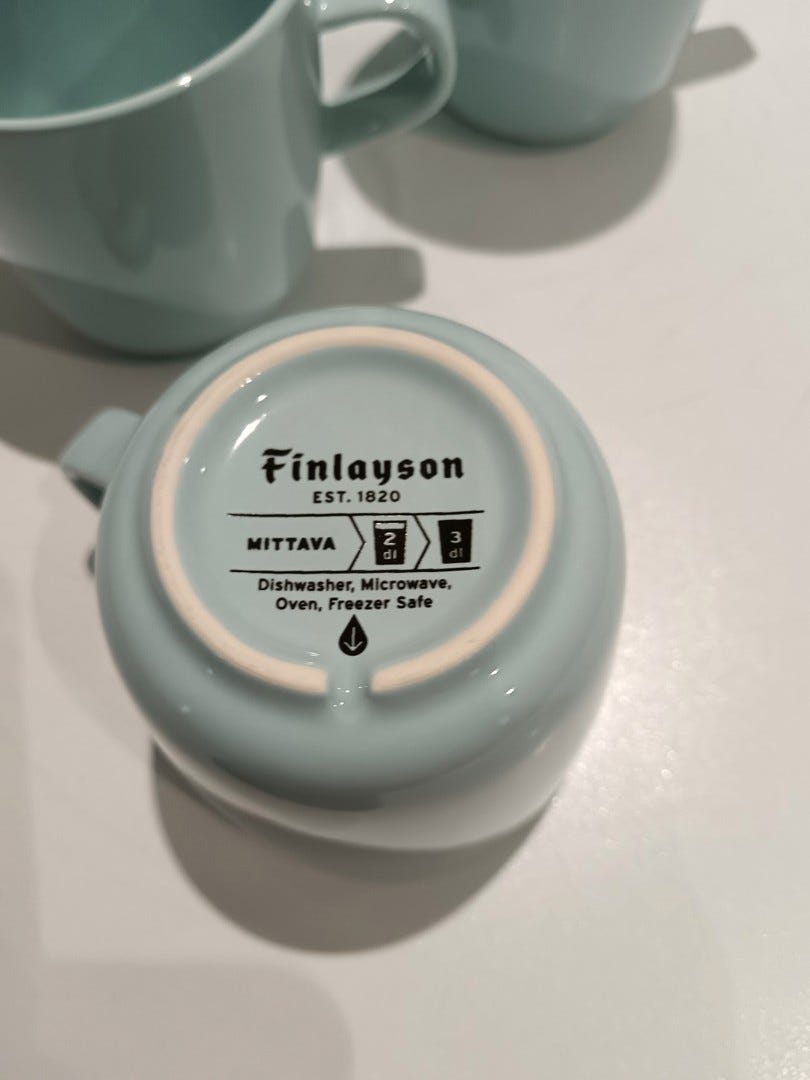 Finlayson
EST. 1820
MITTAVA 2 dl 3 dl
Dishwasher, Microwave,
Oven, Freezer Safe